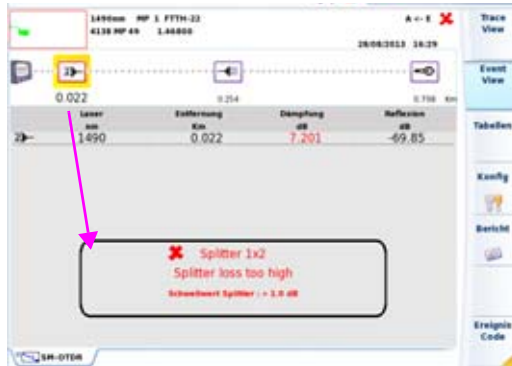 1490nm MP 1 FTTH-22 A <- E
4138 MP 49 1.46800
28/08/2013 16:29
Trace View
Event View
0.022 0.254 0.798 Km
Laser Entfernung Dämpfung Reflexion
nm Km dB dB
2 1490 0.022 7.201 -69.85
Tabellen
Konfig
Splitter 1x2
Splitter loss too high
Schwellwert Splitter : > 1.0 dB
Bericht
Ereignis Code
SM-OTDR